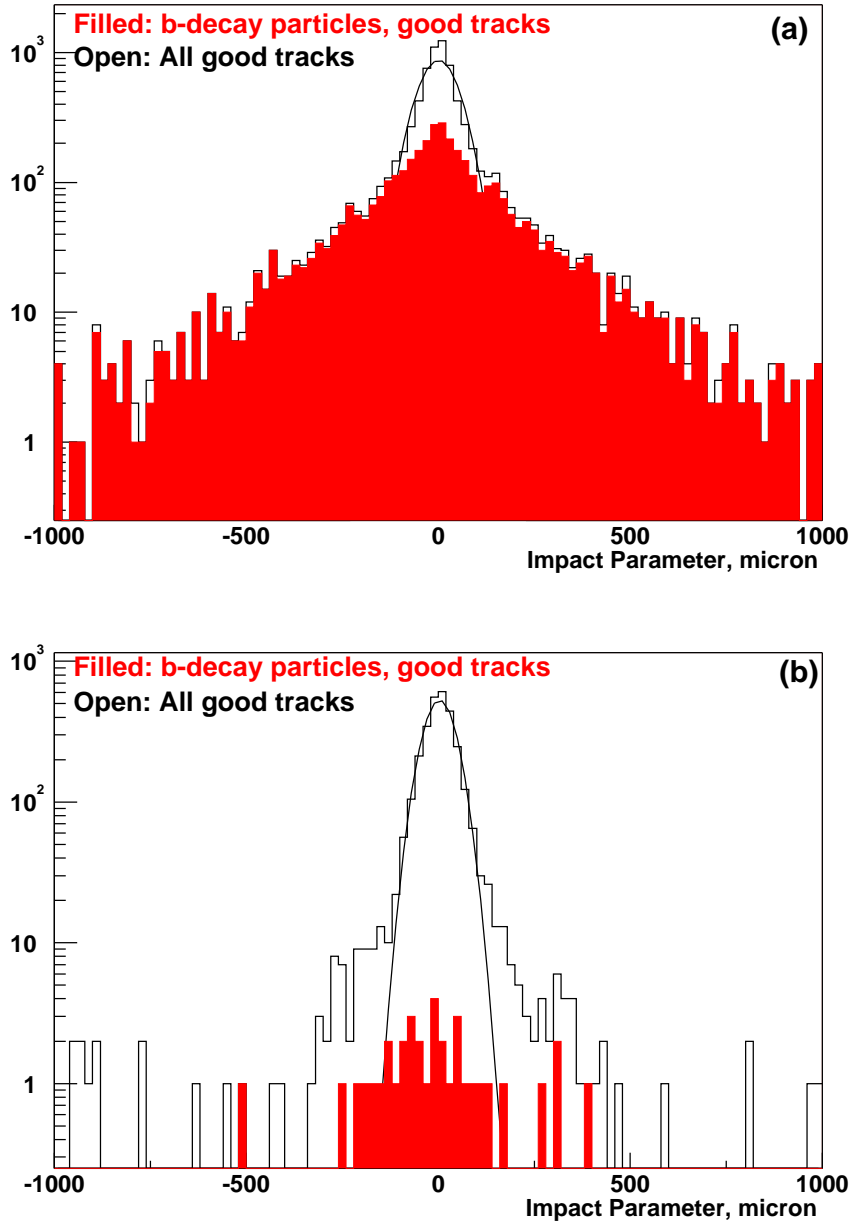 Filled: b-decay particles, good tracks
(a)
Open: All good tracks
10³
10²
10
1
-1000 -500 0 500 1000
Impact Parameter, micron
Filled: b-decay particles, good tracks
(b)
Open: All good tracks
10³
10²
10
1
-1000 -500 0 500 1000
Impact Parameter, micron